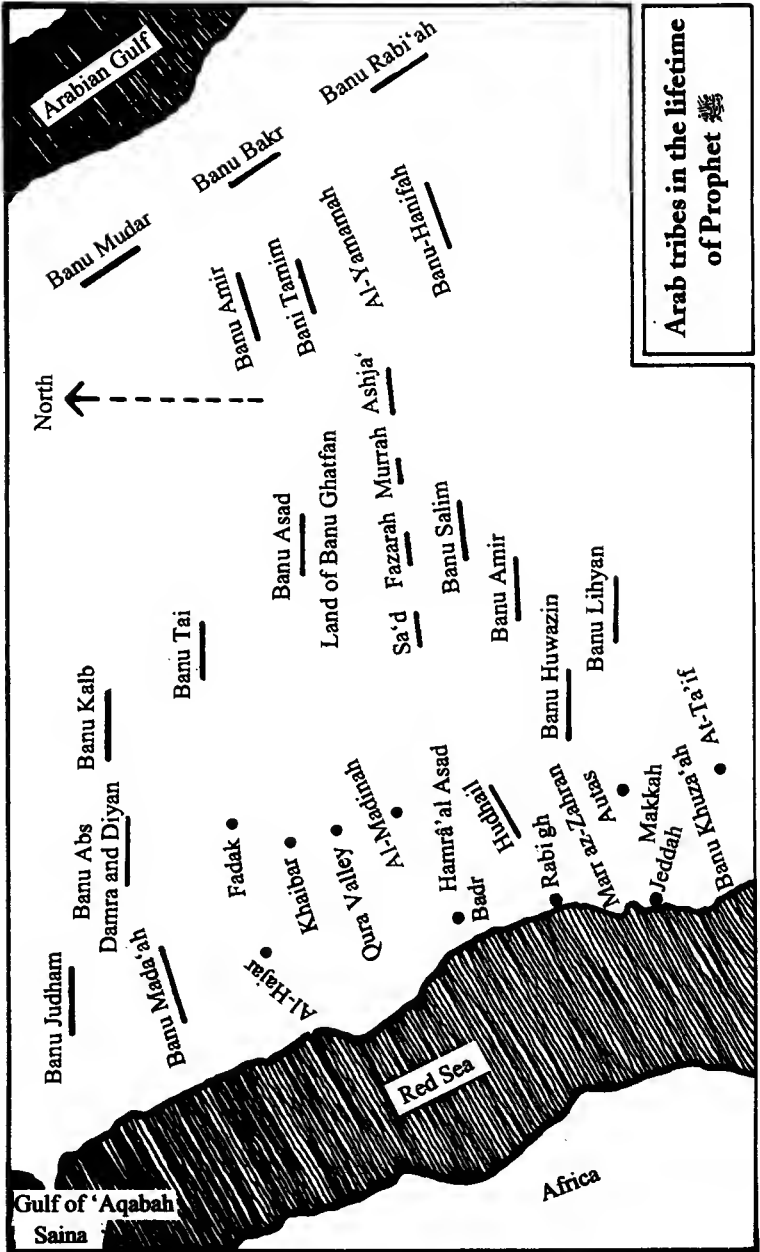 Arab tribes in the lifetime
of Prophet ﷺ
North
Arabian Gulf
Banu Rabi‘ah
Banu Bakr
Banu Mudar
Banu Amir
Bani Tamim
Al-Yamamah
Banu-Hanifah
Banu Asad
Land of Banu Ghatfan
Sa‘d
Fazarah
Murrah
Ashja‘
Banu Salim
Banu Amir
Banu Huwazin
Banu Lihyan
Banu Tai
Banu Kalb
Banu Abs
Damra and Diyan
Banu Judham
Banu Mada‘ah
Fadak
Khaibar
Al-Hajar
Qura Valley
Al-Madinah
Hamrâ’al Asad
Badr
Hudhail
Rabigh
Marr az-Zahran
Autas
Makkah
Jeddah
Banu Khuza‘ah
At-Ta’if
Red Sea
Africa
Gulf of ‘Aqabah
Saina